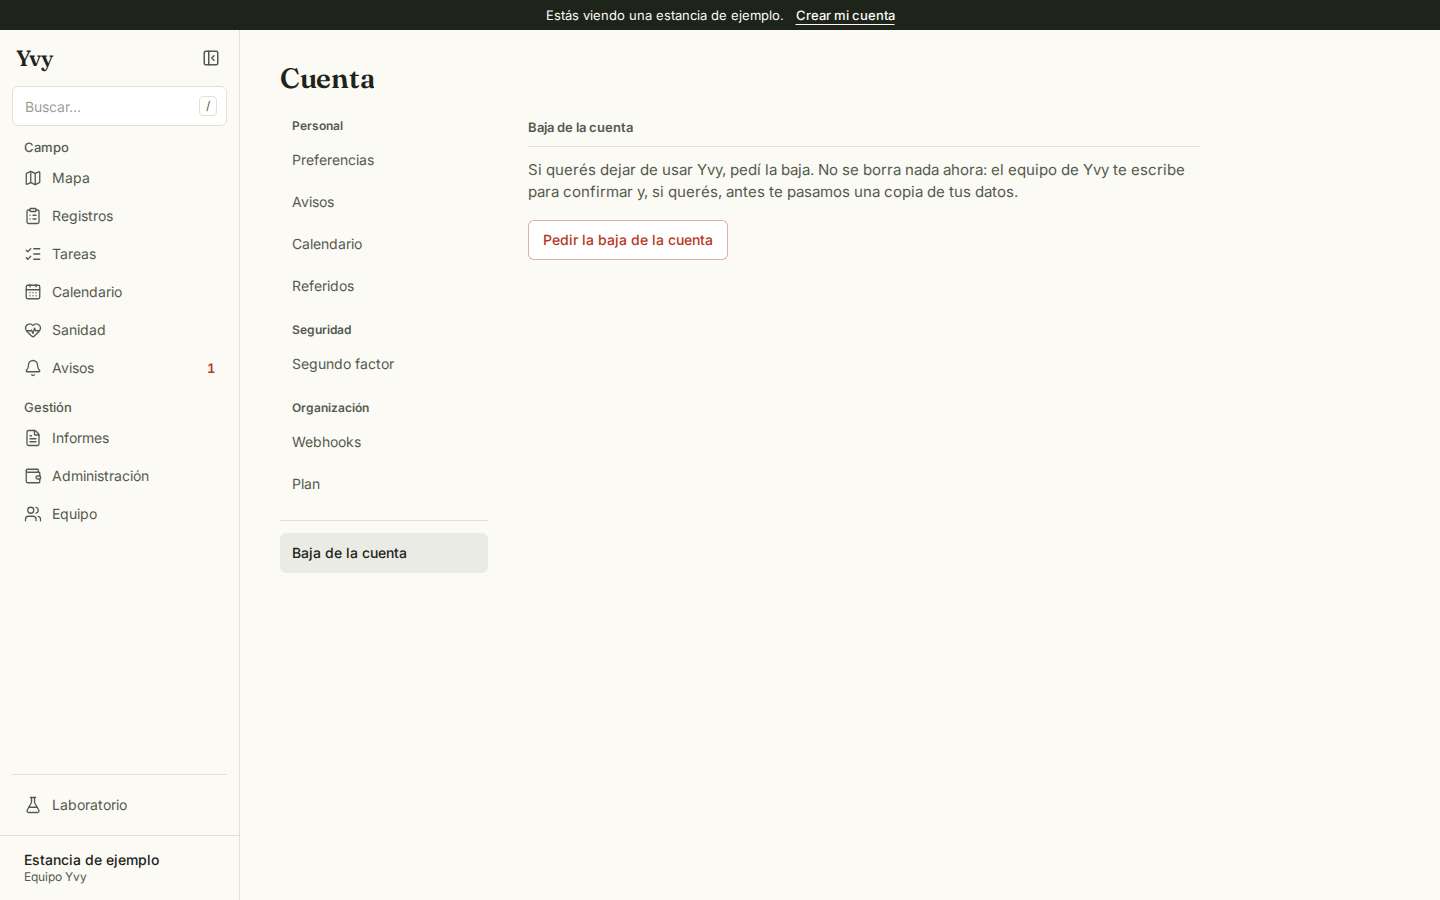 Estás viendo una estancia de ejemplo. Crear mi cuenta
Yvy
Buscar... /
Campo
Mapa
Registros
Tareas
Calendario
Sanidad
Avisos 1
Gestión
Informes
Administración
Equipo
Laboratorio
Estancia de ejemplo
Equipo Yvy
Cuenta
Personal
Preferencias
Avisos
Calendario
Referidos
Seguridad
Segundo factor
Organización
Webhooks
Plan
Baja de la cuenta
Baja de la cuenta
Si querés dejar de usar Yvy, pedí la baja. No se borra nada ahora: el equipo de Yvy te escribe
para confirmar y, si querés, antes te pasamos una copia de tus datos.
Pedir la baja de la cuenta